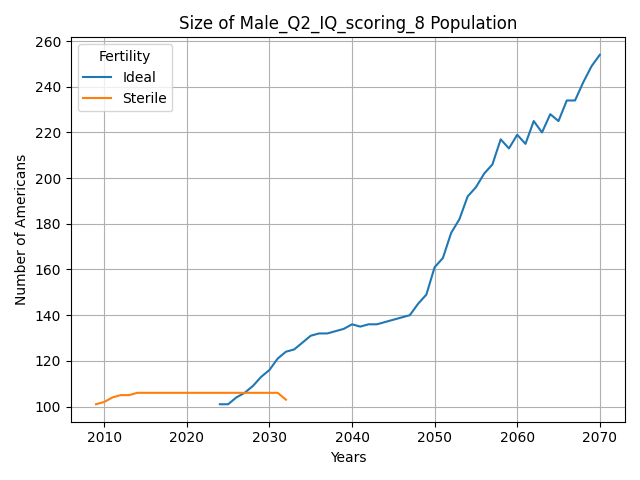 Size of Male_Q2_IQ_scoring_8 Population
Fertility
Ideal
Sterile
Number of Americans
260
240
220
200
180
160
140
120
100
2010 2020 2030 2040 2050 2060 2070
Years